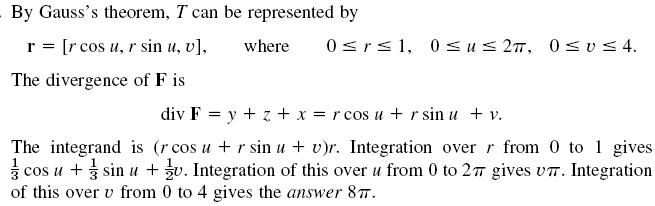 . By Gauss's theorem, T can be represented by
r = [r cos u, r sin u, v], where 0 ≤ r ≤ 1, 0 ≤ u ≤ 2π, 0 ≤ v ≤ 4.
The divergence of F is
div F = y + z + x = r cos u + r sin u + v.
The integrand is (r cos u + r sin u + v)r. Integration over r from 0 to 1 gives
1/3 cos u + 1/3 sin u + 1/2v. Integration of this over u from 0 to 2π gives vπ. Integration
of this over v from 0 to 4 gives the answer 8π.